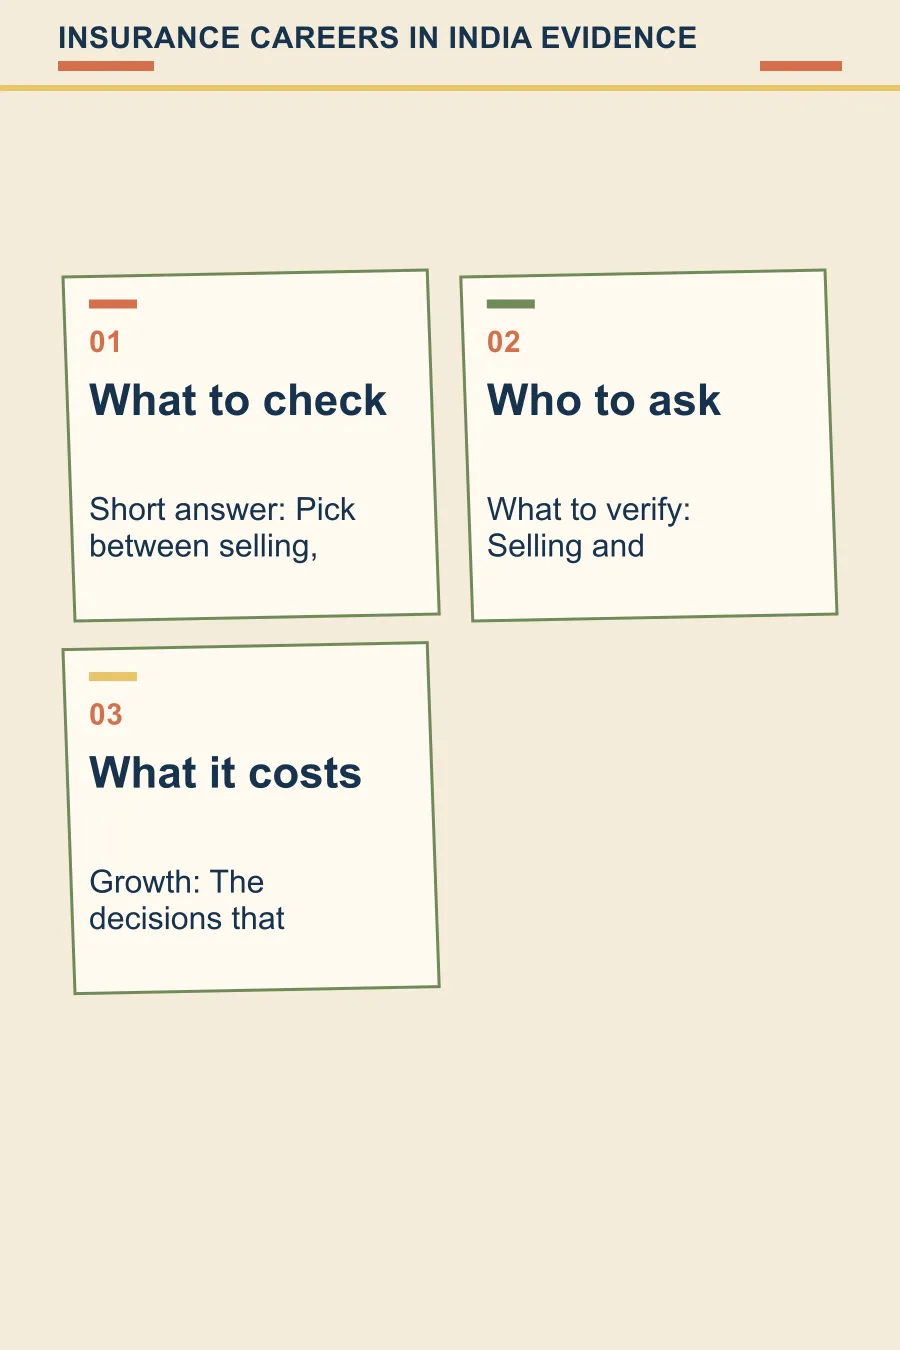 INSURANCE CAREERS IN INDIA EVIDENCE
01
What to check
Short answer: Pick
between selling,
02
Who to ask
What to verify:
Selling and
03
What it costs
Growth: The
decisions that